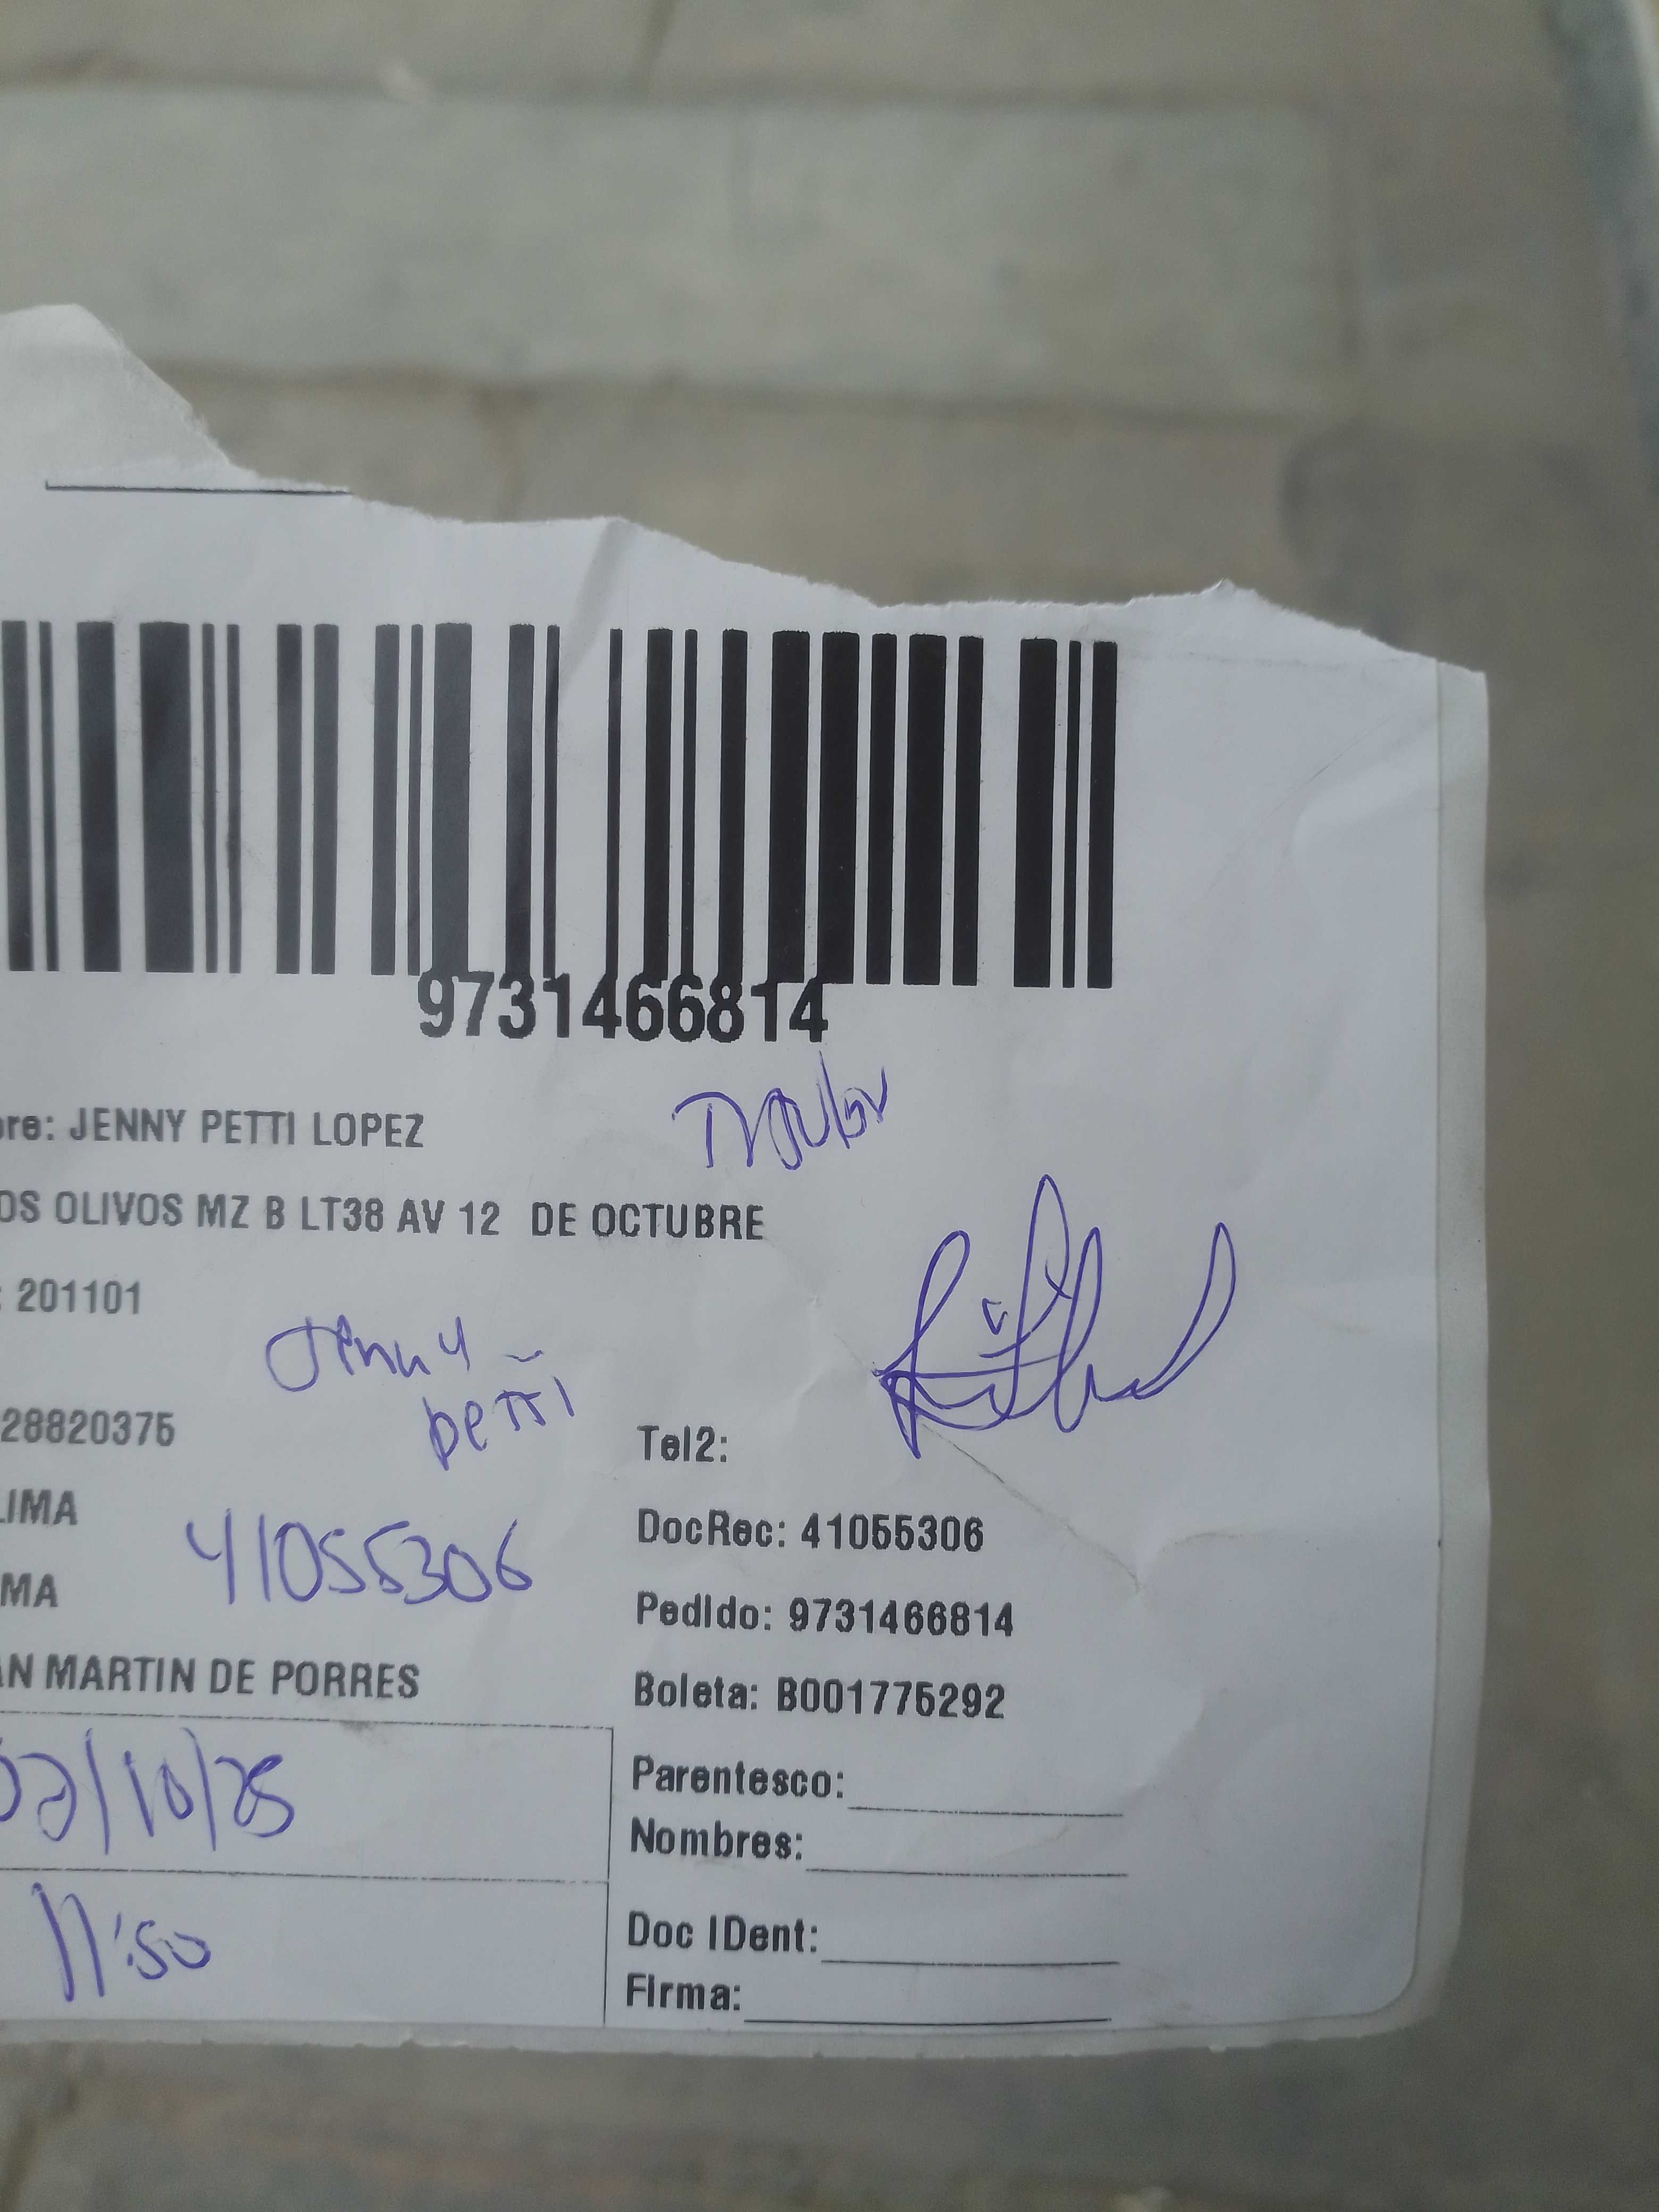 9731466814
bre: JENNY PETTI LOPEZ
OS OLIVOS MZ B LT38 AV 12 DE OCTUBRE
: 201101
Jenny
petti
28820375
Tel2:
LIMA
DocRec: 41055306
41055306
MA
Pedido: 9731466814
AN MARTIN DE PORRES
Boleta: B001775292
02/10/25
Parentesco:
Nombres:
11:50
Doc IDent:
Firma: